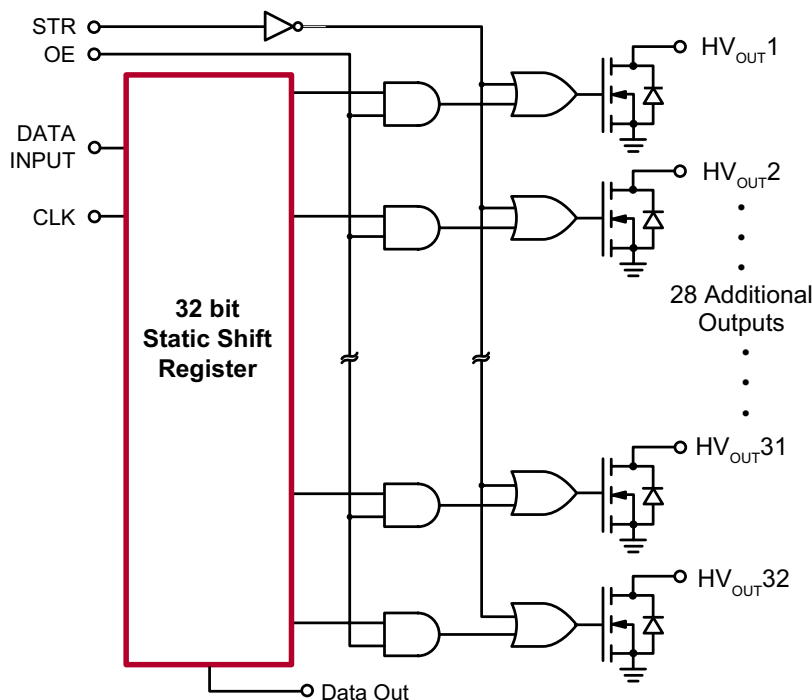 STR
OE
DATA
INPUT
CLK
32 bit
Static Shift
Register
Data Out
HVOUT1
HVOUT2
28 Additional
Outputs
HVOUT31
HVOUT32